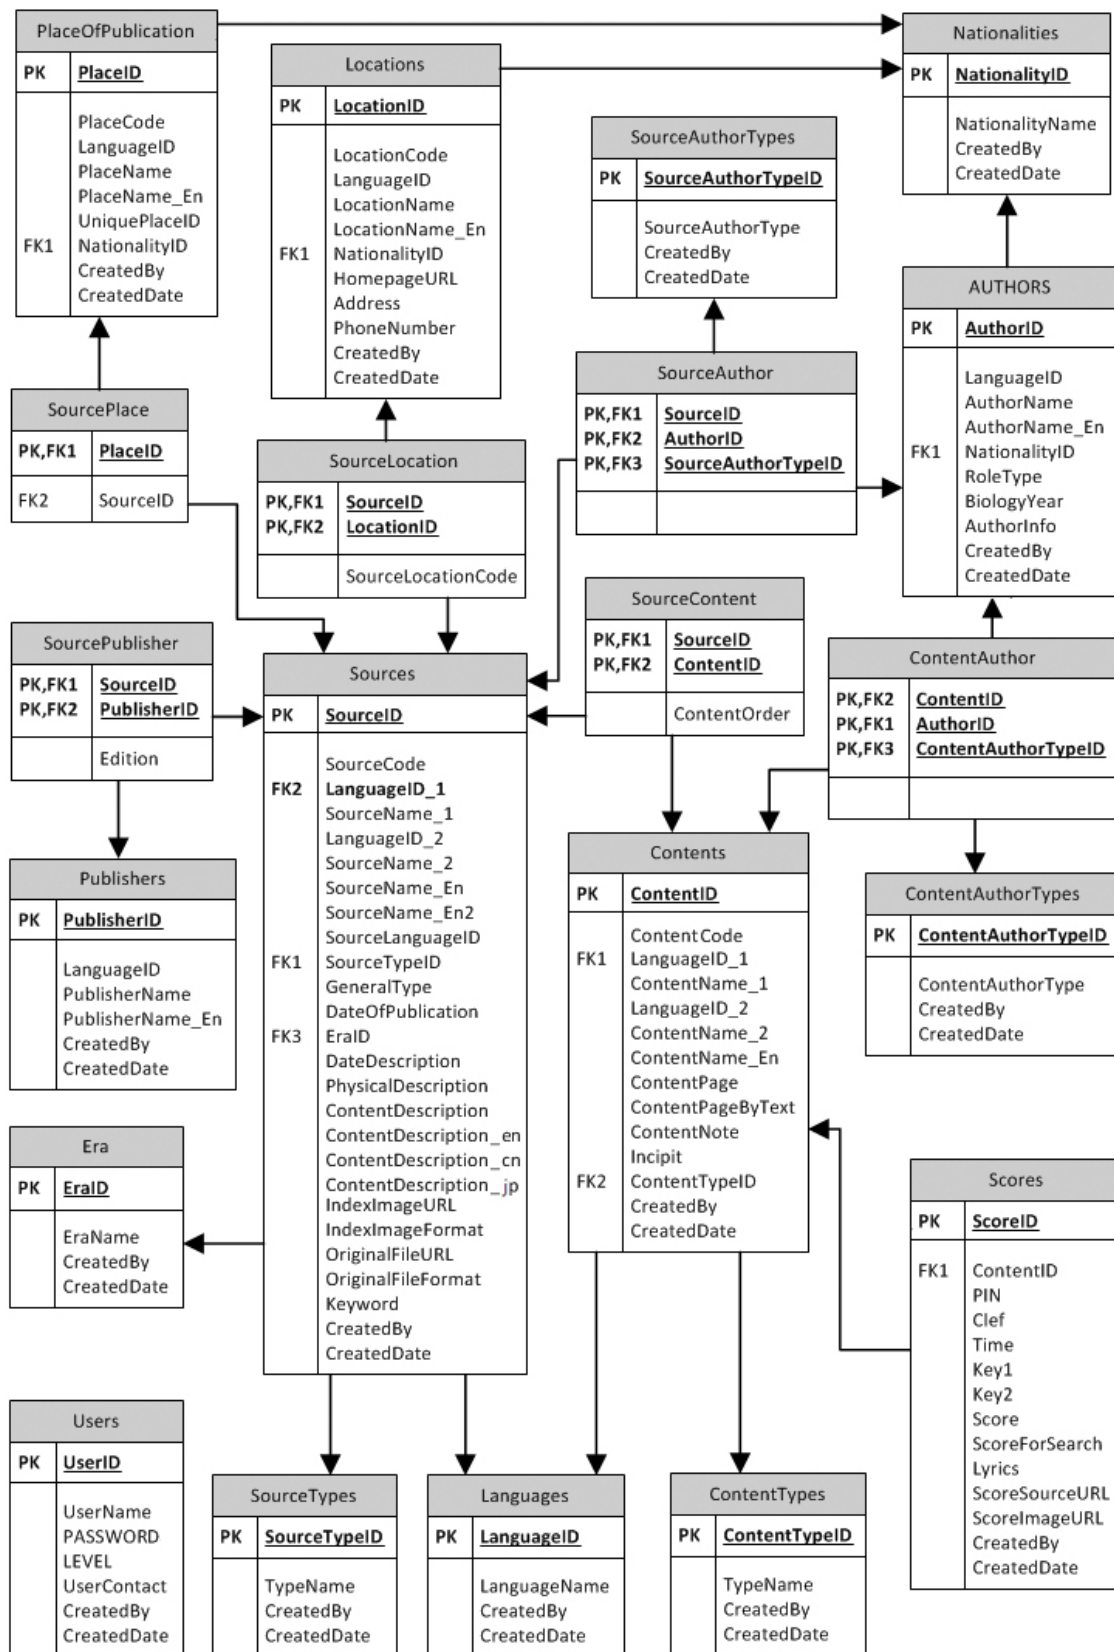 PlaceOfPublication
PK PlaceID
PlaceCode
LanguageID
PlaceName
PlaceName_En
UniquePlaceID
FK1 NationalityID
CreatedBy
CreatedDate
Locations
PK LocationID
LocationCode
LanguageID
LocationName
LocationName_En
FK1 NationalityID
HomepageURL
Address
PhoneNumber
CreatedBy
CreatedDate
Nationalities
PK NationalityID
NationalityName
CreatedBy
CreatedDate
SourceAuthorTypes
PK SourceAuthorTypeID
SourceAuthorType
CreatedBy
CreatedDate
AUTHORS
PK AuthorID
LanguageID
AuthorName
AuthorName_En
FK1 NationalityID
RoleType
BiologyYear
AuthorInfo
CreatedBy
CreatedDate
SourceAuthor
PK,FK1 SourceID
PK,FK2 AuthorID
PK,FK3 SourceAuthorTypeID
SourcePlace
PK,FK1 PlaceID
FK2 SourceID
SourceLocation
PK,FK1 SourceID
PK,FK2 LocationID
SourceLocationCode
SourceContent
PK,FK1 SourceID
PK,FK2 ContentID
ContentOrder
SourcePublisher
PK,FK1 SourceID
PK,FK2 PublisherID
Edition
Sources
PK SourceID
SourceCode
FK2 LanguageID_1
SourceName_1
LanguageID_2
SourceName_2
SourceName_En
SourceName_En2
SourceLanguageID
FK1 SourceTypeID
GeneralType
DateOfPublication
FK3 EraID
DateDescription
PhysicalDescription
ContentDescription
ContentDescription_en
ContentDescription_cn
ContentDescription_jp
IndexImageURL
IndexImageFormat
OriginalFileURL
OriginalFileFormat
Keyword
CreatedBy
CreatedDate
ContentAuthor
PK,FK2 ContentID
PK,FK1 AuthorID
PK,FK3 ContentAuthorTypeID
Publishers
PK PublisherID
LanguageID
PublisherName
PublisherName_En
CreatedBy
CreatedDate
Contents
PK ContentID
ContentCode
FK1 LanguageID_1
ContentName_1
LanguageID_2
ContentName_2
ContentName_En
ContentPage
ContentPageByText
ContentNote
Incipit
FK2 ContentTypeID
CreatedBy
CreatedDate
ContentAuthorTypes
PK ContentAuthorTypeID
ContentAuthorType
CreatedBy
CreatedDate
Era
PK EraID
EraName
CreatedBy
CreatedDate
Scores
PK ScoreID
FK1 ContentID
PIN
Clef
Time
Key1
Key2
Score
ScoreForSearch
Lyrics
ScoreSourceURL
ScoreImageURL
CreatedBy
CreatedDate
Users
PK UserID
UserName
PASSWORD
LEVEL
UserContact
CreatedBy
CreatedDate
SourceTypes
PK SourceTypeID
TypeName
CreatedBy
CreatedDate
Languages
PK LanguageID
LanguageName
CreatedBy
CreatedDate
ContentTypes
PK ContentTypeID
TypeName
CreatedBy
CreatedDate